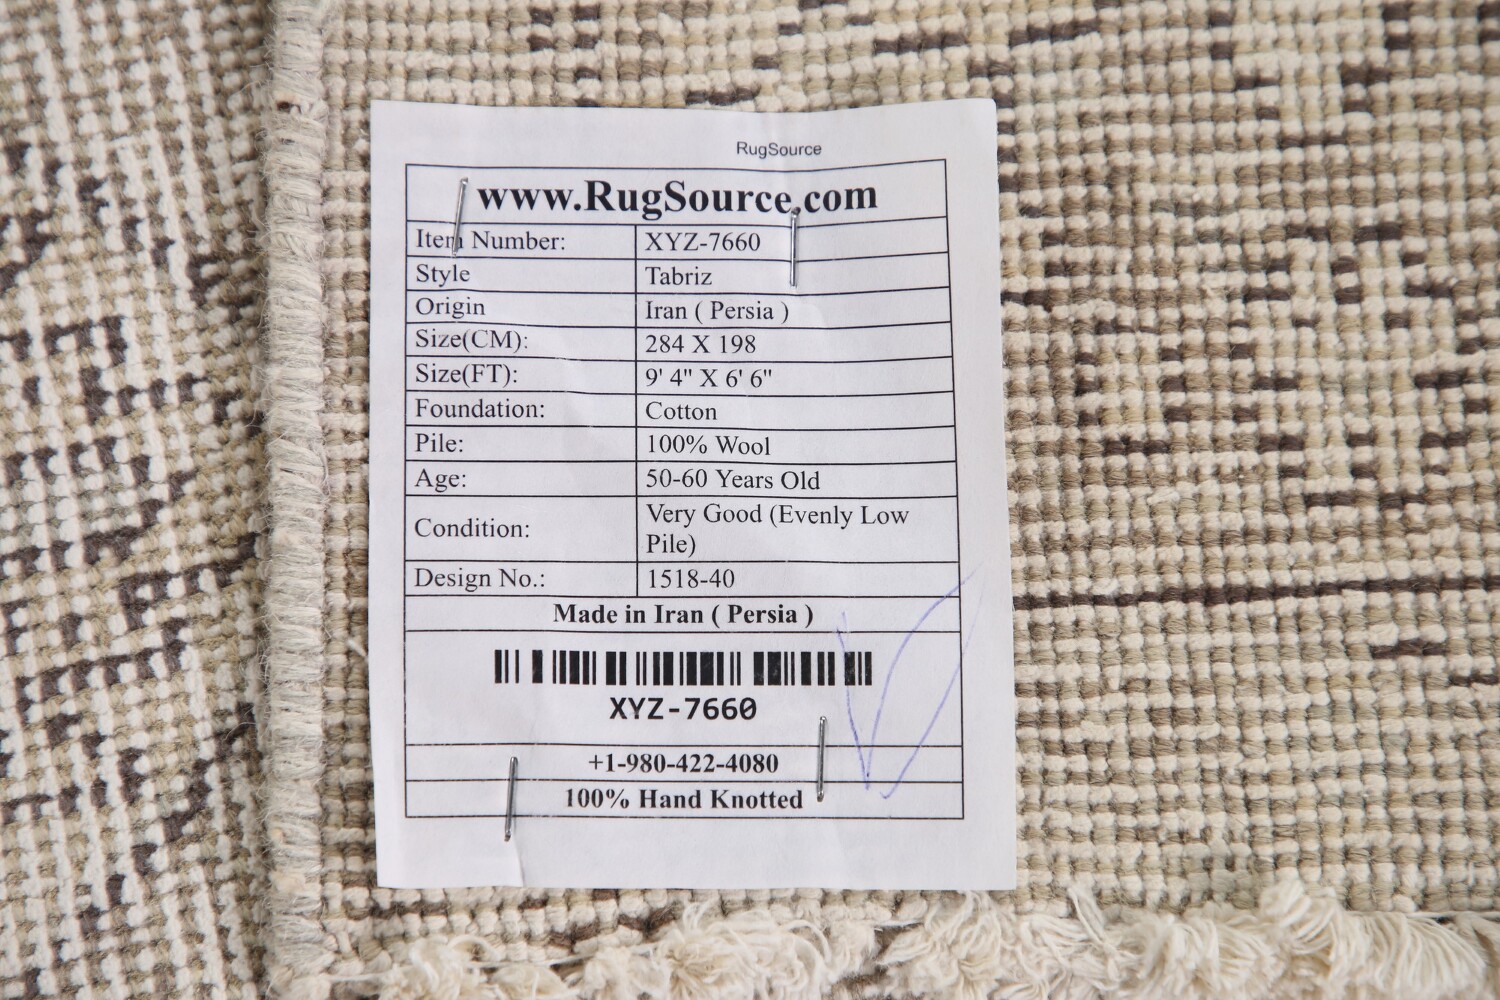 RugSource
www.RugSource.com
Item Number: XYZ-7660
Style Tabriz
Origin Iran ( Persia )
Size(CM): 284 X 198
Size(FT): 9' 4" X 6' 6"
Foundation: Cotton
Pile: 100% Wool
Age: 50-60 Years Old
Condition: Very Good (Evenly Low
Pile)
Design No.: 1518-40
Made in Iran ( Persia )
XYZ-7660
+1-980-422-4080
100% Hand Knotted